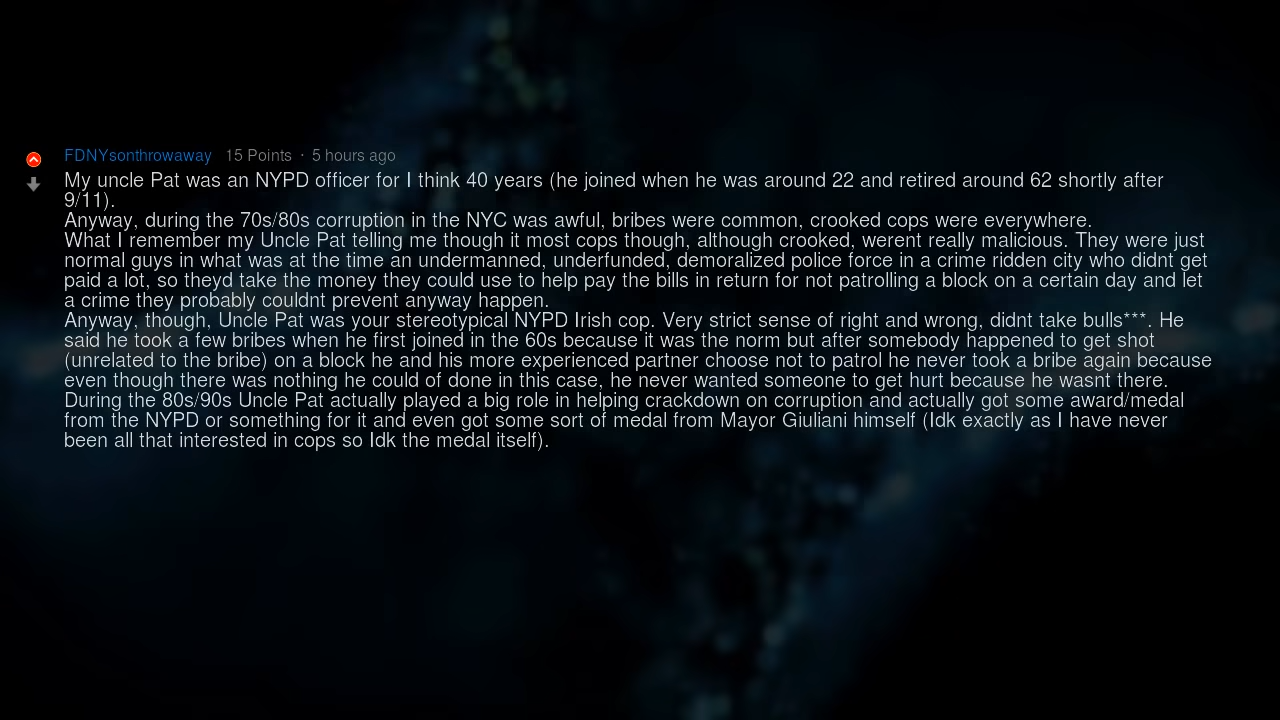 FDNYsonthrowaway 15 Points · 5 hours ago
My uncle Pat was an NYPD officer for I think 40 years (he joined when he was around 22 and retired around 62 shortly after
9/11).
Anyway, during the 70s/80s corruption in the NYC was awful, bribes were common, crooked cops were everywhere.
What I remember my Uncle Pat telling me though it most cops though, although crooked, werent really malicious. They were just
normal guys in what was at the time an undermanned, underfunded, demoralized police force in a crime ridden city who didnt get
paid a lot, so theyd take the money they could use to help pay the bills in return for not patrolling a block on a certain day and let
a crime they probably couldnt prevent anyway happen.
Anyway, though, Uncle Pat was your stereotypical NYPD Irish cop. Very strict sense of right and wrong, didnt take bulls***. He
said he took a few bribes when he first joined in the 60s because it was the norm but after somebody happened to get shot
(unrelated to the bribe) on a block he and his more experienced partner choose not to patrol he never took a bribe again because
even though there was nothing he could of done in this case, he never wanted someone to get hurt because he wasnt there.
During the 80s/90s Uncle Pat actually played a big role in helping crackdown on corruption and actually got some award/medal
from the NYPD or something for it and even got some sort of medal from Mayor Giuliani himself (Idk exactly as I have never
been all that interested in cops so Idk the medal itself).